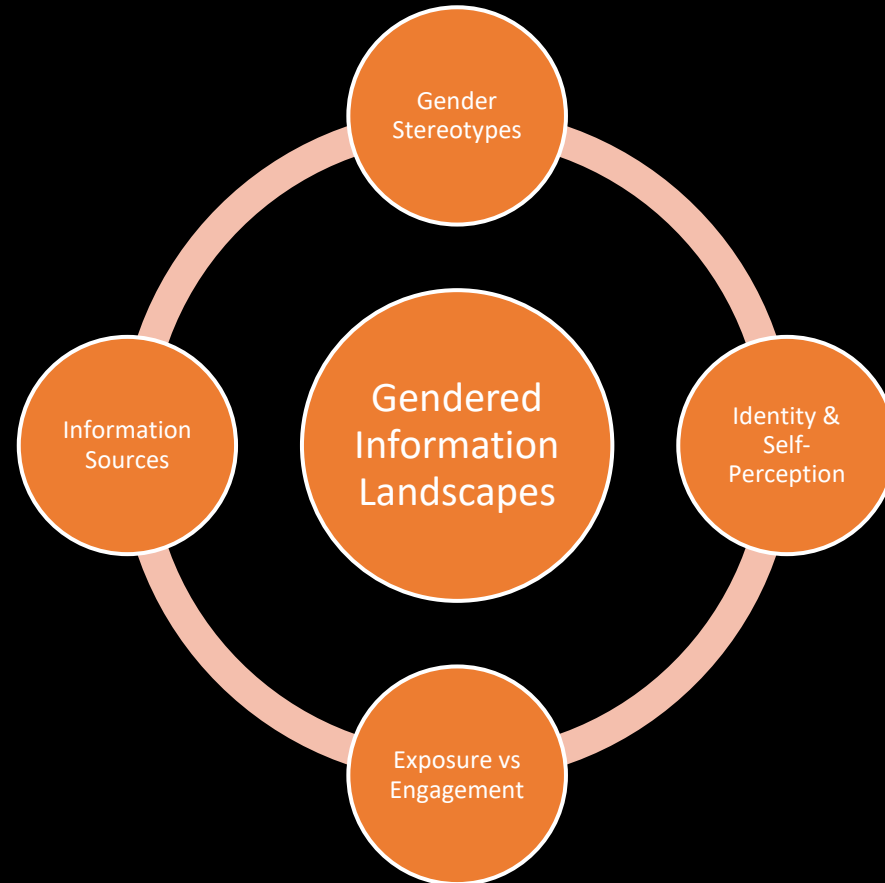 Gender
Stereotypes
Information
Sources
Gendered
Information
Landscapes
Identity &
Self-
Perception
Exposure vs
Engagement